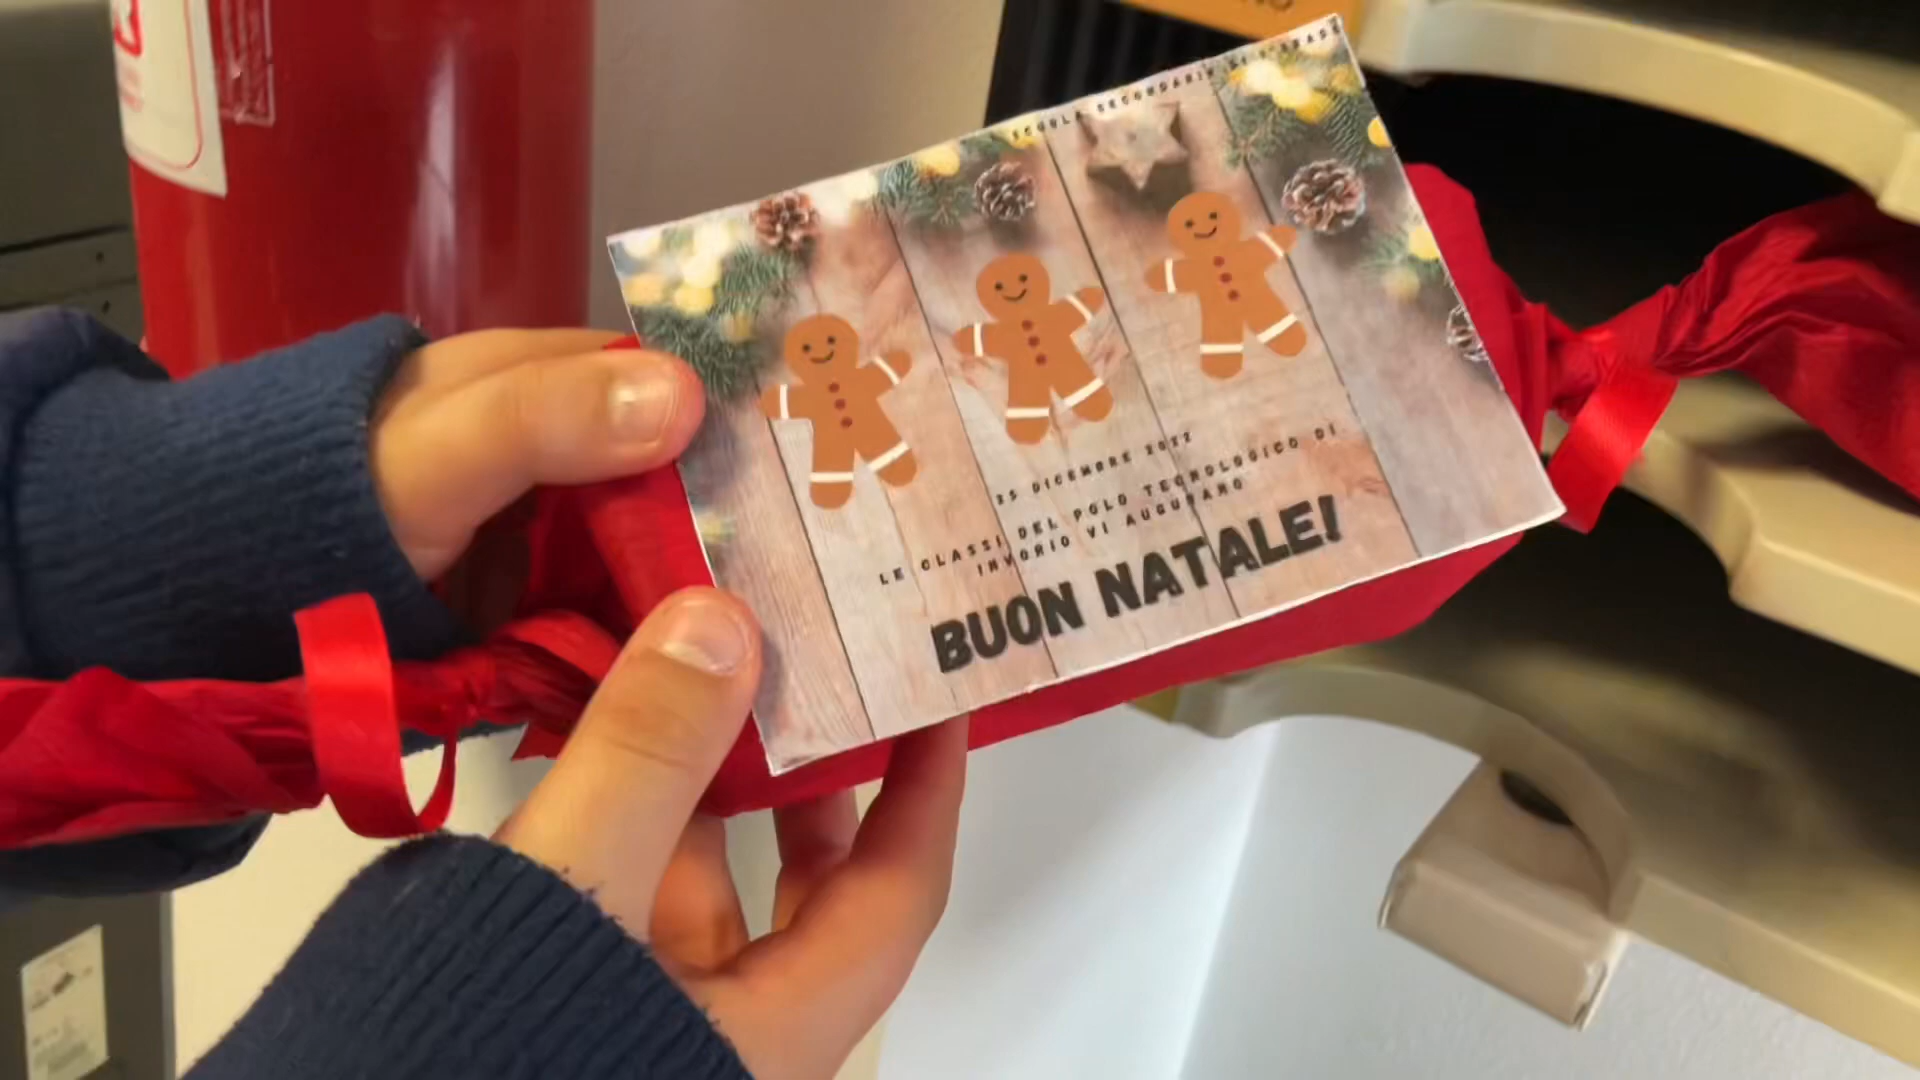 SCUOLA SECONDARIA DI I GRADO
25 DICEMBRE 2022
LE CLASSI DEL POLO TECNOLOGICO DI
INVORIO VI AUGURANO
BUON NATALE!